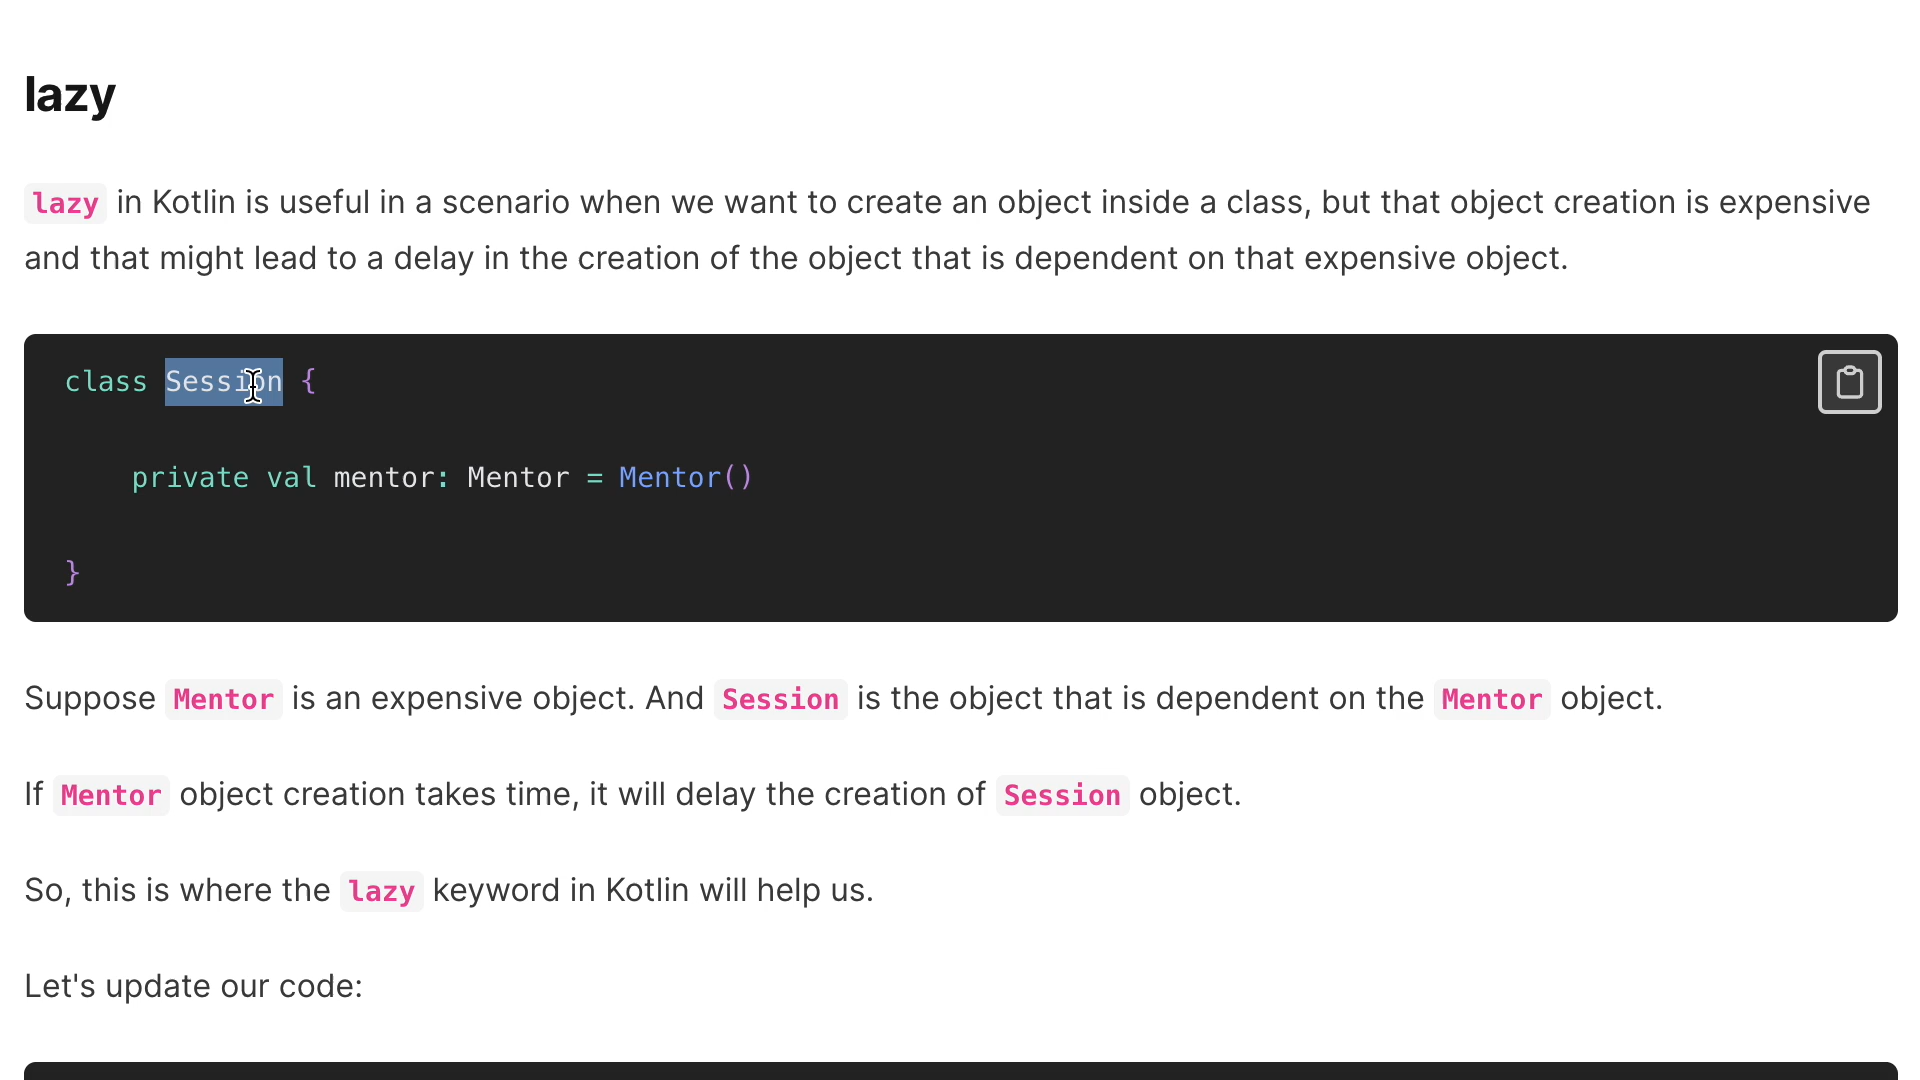 lazy
lazy in Kotlin is useful in a scenario when we want to create an object inside a class, but that object creation is expensive
and that might lead to a delay in the creation of the object that is dependent on that expensive object.
class Session {
private val mentor: Mentor = Mentor()
}
Suppose Mentor is an expensive object. And Session is the object that is dependent on the Mentor object.
If Mentor object creation takes time, it will delay the creation of Session object.
So, this is where the lazy keyword in Kotlin will help us.
Let's update our code: